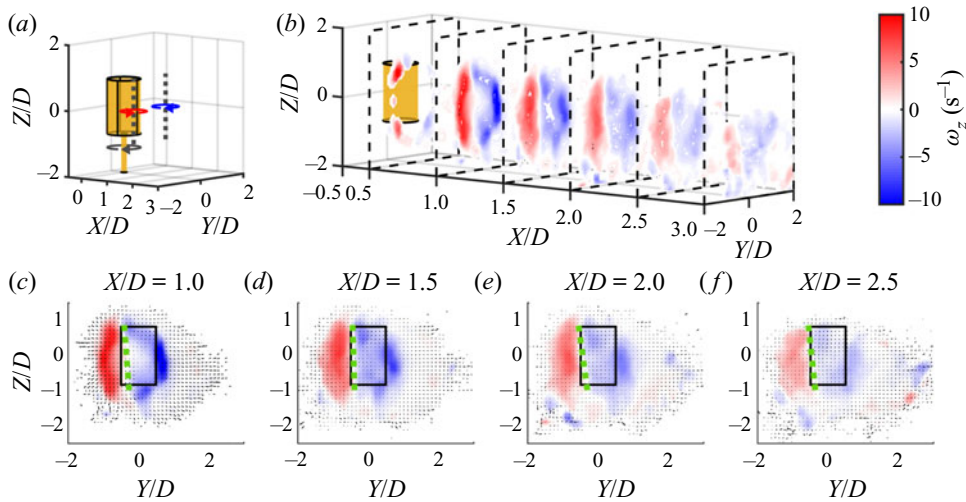 (a)
2
Z/D
0
–2
0
1
2
3
X/D
–2
0
2
Y/D
(b)
2
Z/D
0
–2
–0.5
0.5
1.0
1.5
2.0
2.5
3.0
X/D
–2
0
2
Y/D
10
5
0
–5
–10
ω_z (s⁻¹)
(c) X/D = 1.0 (d) X/D = 1.5 (e) X/D = 2.0 (f) X/D = 2.5
1
0
–1
–2
Z/D
–2 0 2
Y/D
1
0
–1
–2
–2 0 2
Y/D
1
0
–1
–2
–2 0 2
Y/D
1
0
–1
–2
–2 0 2
Y/D